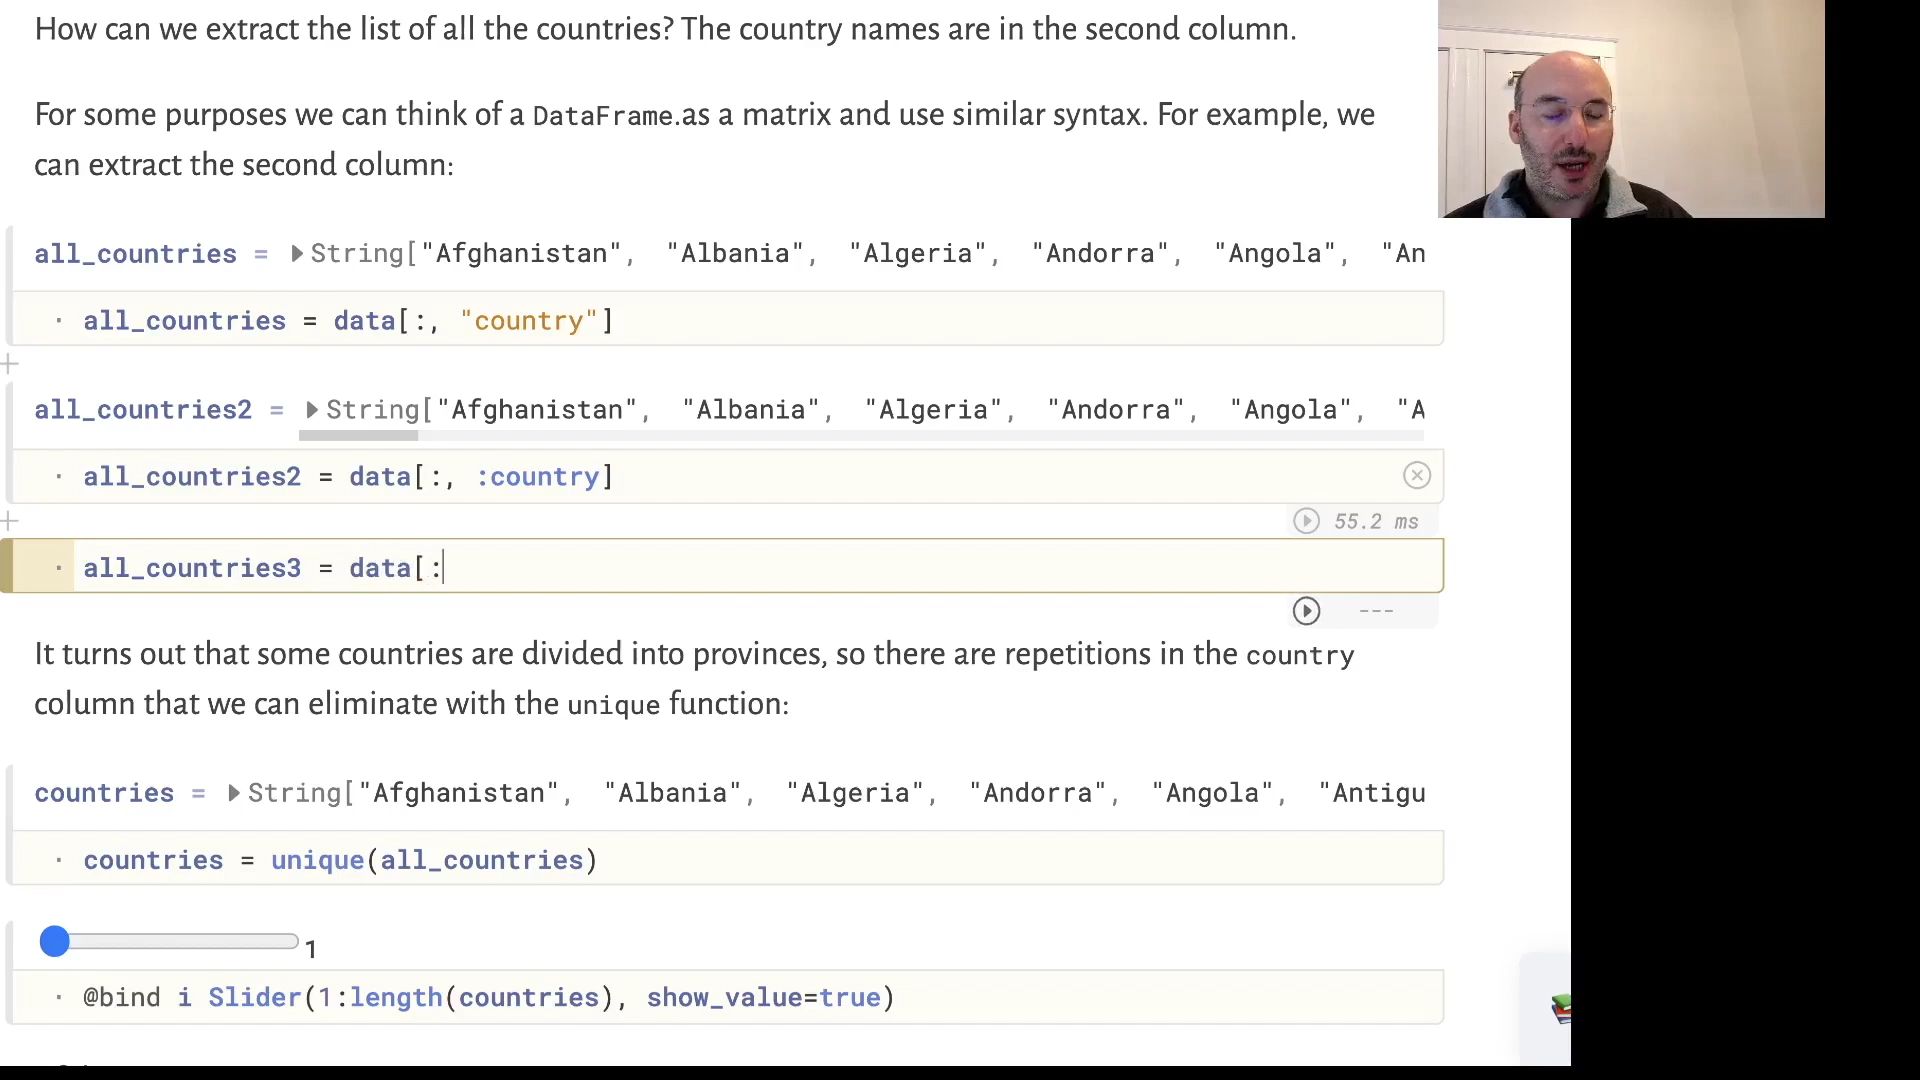 How can we extract the list of all the countries? The country names are in the second column.
For some purposes we can think of a DataFrame.as a matrix and use similar syntax. For example, we
can extract the second column:
all_countries = ▶String["Afghanistan", "Albania", "Algeria", "Andorra", "Angola", "An
· all_countries = data[:, "country"]
all_countries2 = ▶String["Afghanistan", "Albania", "Algeria", "Andorra", "Angola", "A
· all_countries2 = data[:, :country]
55.2 ms
· all_countries3 = data[:
---
It turns out that some countries are divided into provinces, so there are repetitions in the country
column that we can eliminate with the unique function:
countries = ▶String["Afghanistan", "Albania", "Algeria", "Andorra", "Angola", "Antigu
· countries = unique(all_countries)
1
· @bind i Slider(1:length(countries), show_value=true)